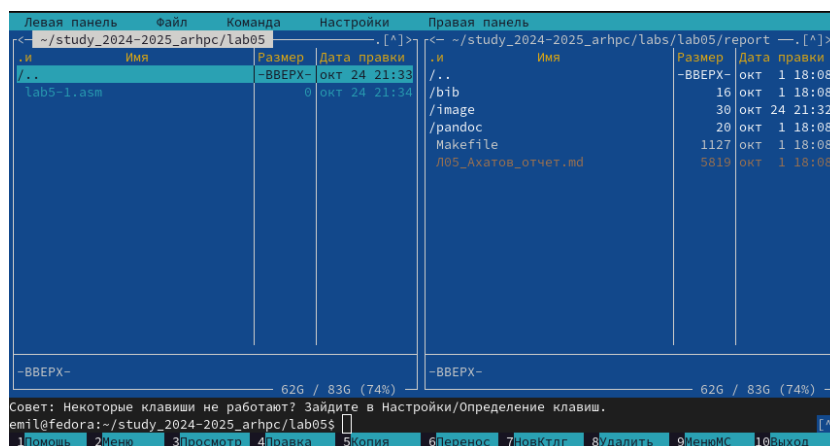 Левая панель Файл Команда Настройки Правая панель
<— ~/study_2024-2025_arhpc/lab05 .[^]> <— ~/study_2024-2025_arhpc/labs/lab05/report —.[^]>
.и Имя Размер Дата правки .и Имя Размер Дата правки
/.. -ВВЕРХ- окт 24 21:33 /.. -ВВЕРХ- окт 1 18:08
lab5-1.asm 0 окт 24 21:34 /bib 16 окт 1 18:08
/image 30 окт 24 21:32
/pandoc 20 окт 1 18:08
Makefile 1127 окт 1 18:08
Л05_Ахатов_отчет.md 5819 окт 1 18:08
-ВВЕРХ- -ВВЕРХ-
62G / 83G (74%) 62G / 83G (74%)
Совет: Некоторые клавиши не работают? Зайдите в Настройки/Определение клавиш.
emil@fedora:~/study_2024-2025_arhpc/lab05$ [^
1Помощь 2Меню 3Просмотр 4Правка 5Копия 6Перенос 7НовКтлг 8Удалить 9МенюМС 10Выход